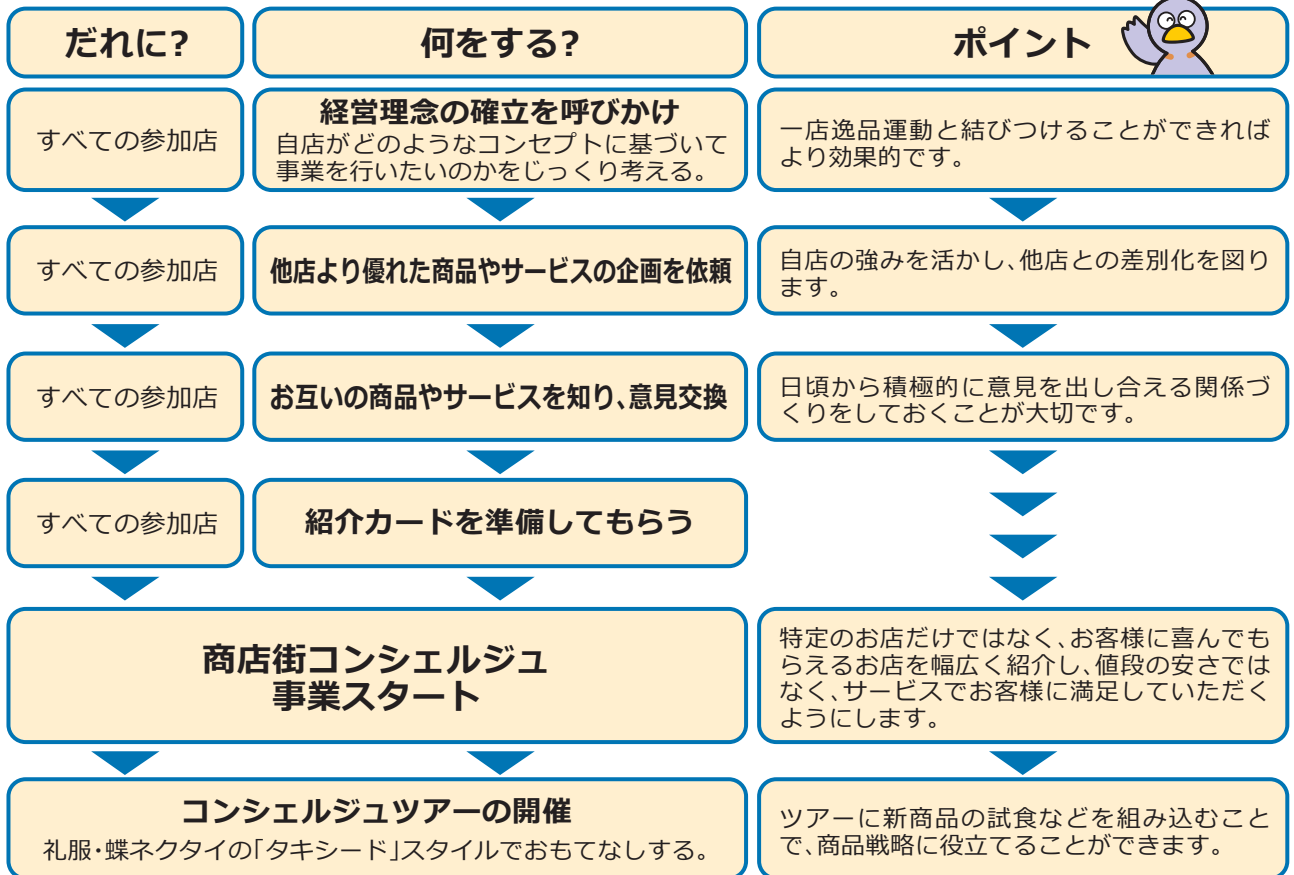 だれに?
何をする?
ポイント
すべての参加店
経営理念の確立を呼びかけ
自店がどのようなコンセプトに基づいて
事業を行いたいのかをじっくり考える。
一店逸品運動と結びつけることができれば
より効果的です。
すべての参加店
他店より優れた商品やサービスの企画を依頼
自店の強みを活かし、他店との差別化を図り
ます。
すべての参加店
お互いの商品やサービスを知り、意見交換
日頃から積極的に意見を出し合える関係づ
くりをしておくことが大切です。
すべての参加店
紹介カードを準備してもらう
商店街コンシェルジュ
事業スタート
特定のお店だけではなく、お客様に喜んでも
らえるお店を幅広く紹介し、値段の安さでは
なく、サービスでお客様に満足していただく
ようにします。
コンシェルジュツアーの開催
礼服・蝶ネクタイの「タキシード」スタイルでおもてなしする。
ツアーに新商品の試食などを組み込むこと
で、商品戦略に役立てることができます。